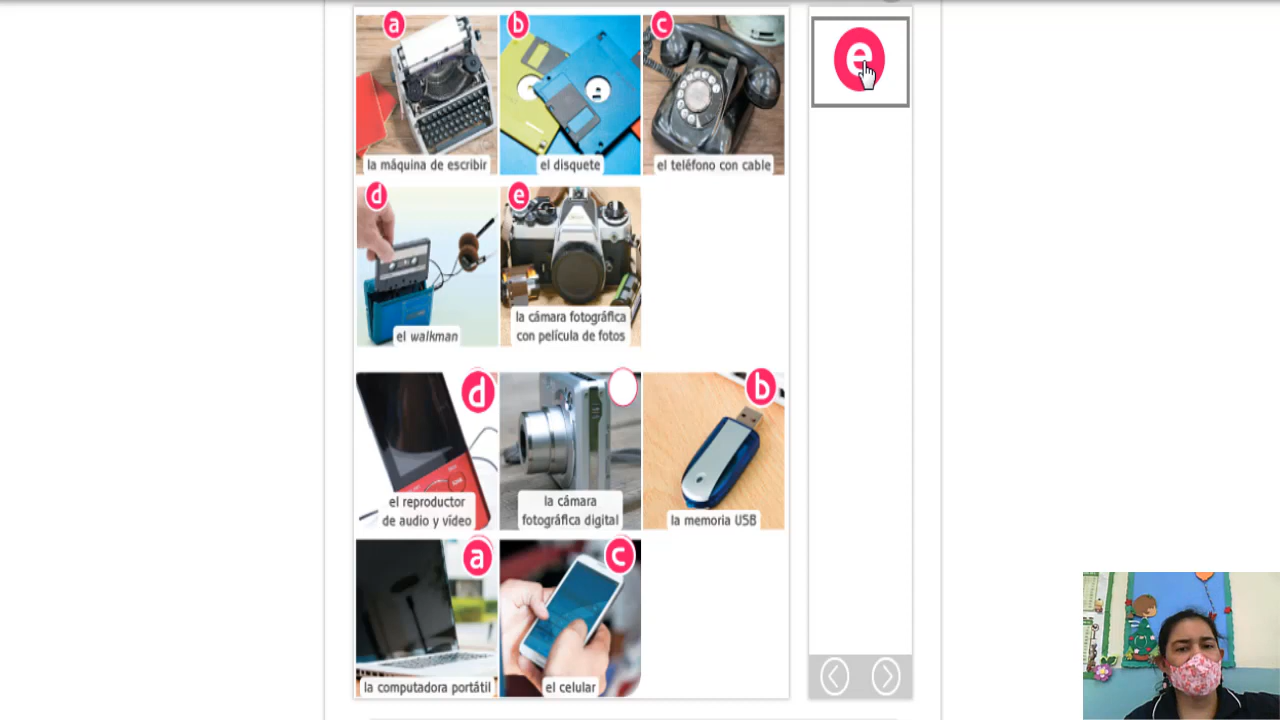 a
b
c
la máquina de escribir
el disquete
el teléfono con cable
d
e
el walkman
la cámara fotográfica
con película de fotos
d
b
el reproductor
de audio y vídeo
la cámara
fotográfica digital
la memoria USB
a
c
la computadora portátil
el celular
e